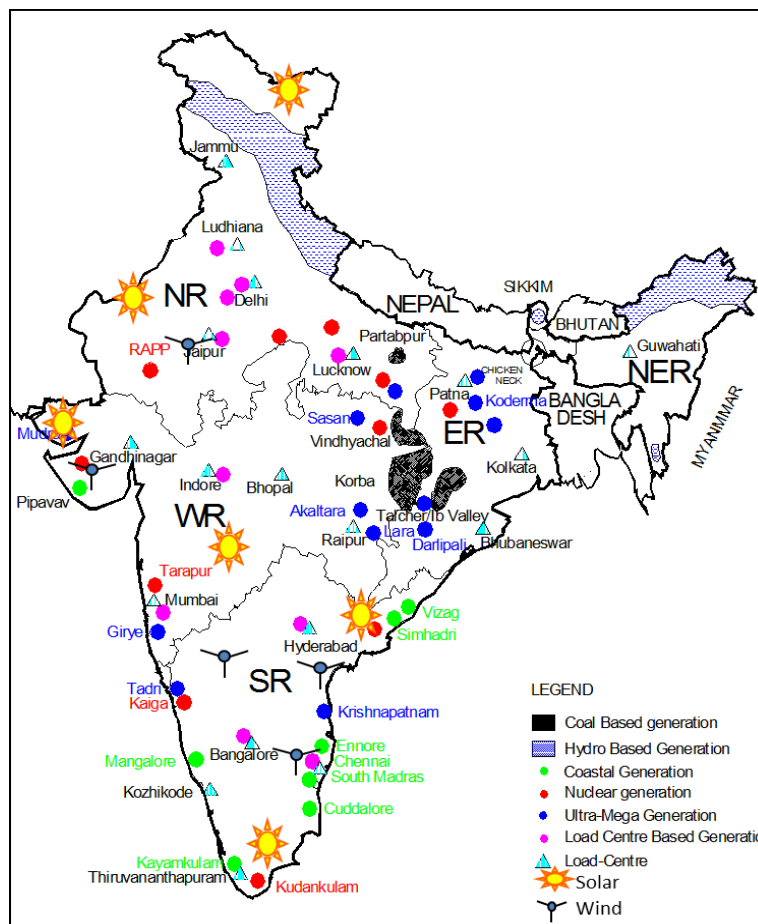 Jammu
Ludhiana
NR
Delhi
NEPAL
SIKKIM
BHUTAN
Partabpur
RAPP
Jaipur
Lucknow
Guwahati
NER
CHICKEN
NECK
Patna
Koderma
BANGLA
DESH
MYANMMAR
Sasan
Vindhyachal
ER
Gandhinagar
Kolkata
Pipavav
Indore
Bhopal
Korba
WR
Akaltara
Talcher/Ib Valley
Raipur
Lara
Darlipali
Bhubaneswar
Tarapur
Mumbai
Girye
Hyderabad
Vizag
Simhadri
SR
Tadri
Kaiga
Krishnapatnam
Mangalore
Bangalore
Ennore
Chennai
South Madras
Kozhikode
Cuddalore
Kayamkulam
Thiruvananthapuram
Kudankulam
LEGEND
Coal Based generation
Hydro Based Generation
Coastal Generation
Nuclear generation
Ultra-Mega Generation
Load Centre Based Generatio
Load-Centre
Solar
Wind